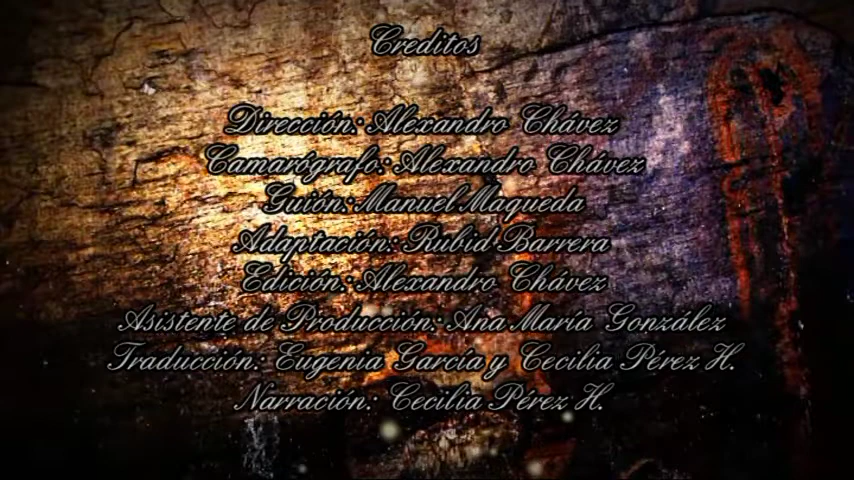 Creditos
Dirección: Alexandro Chávez
Camarógrafo: Alexandro Chávez
Guión: Manuel Maqueda
Adaptación: Rubid Barrera
Edición: Alexandro Chávez
Asistente de Producción: Ana María González
Traducción: Eugenia García y Cecilia Pérez H.
Narración: Cecilia Pérez H.